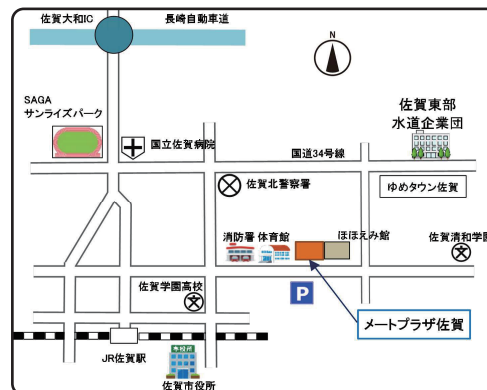 佐賀大和IC
長崎自動車道
N
SAGA
サンライズパーク
国立佐賀病院
国道34号線
佐賀東部
水道企業団
佐賀北警察署
ゆめタウン佐賀
消防署 体育館
ほほえみ館
佐賀清和学園
佐賀学園高校
P
メートプラザ佐賀
JR佐賀駅
市役所
佐賀市役所